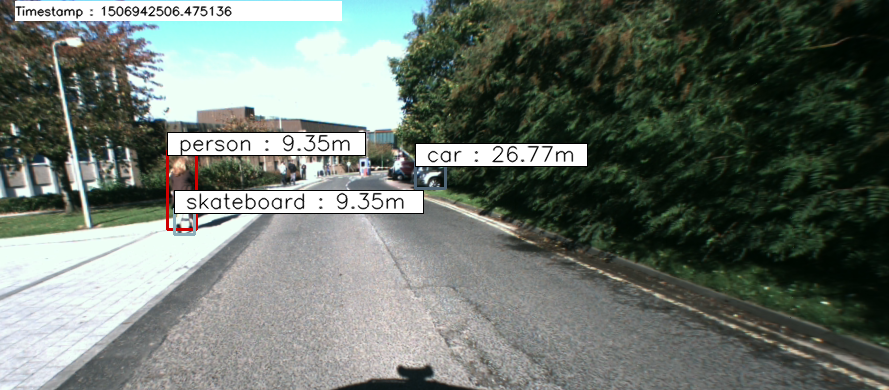 Timestamp : 1506942506.475136
person : 9.35m
car : 26.77m
skateboard : 9.35m